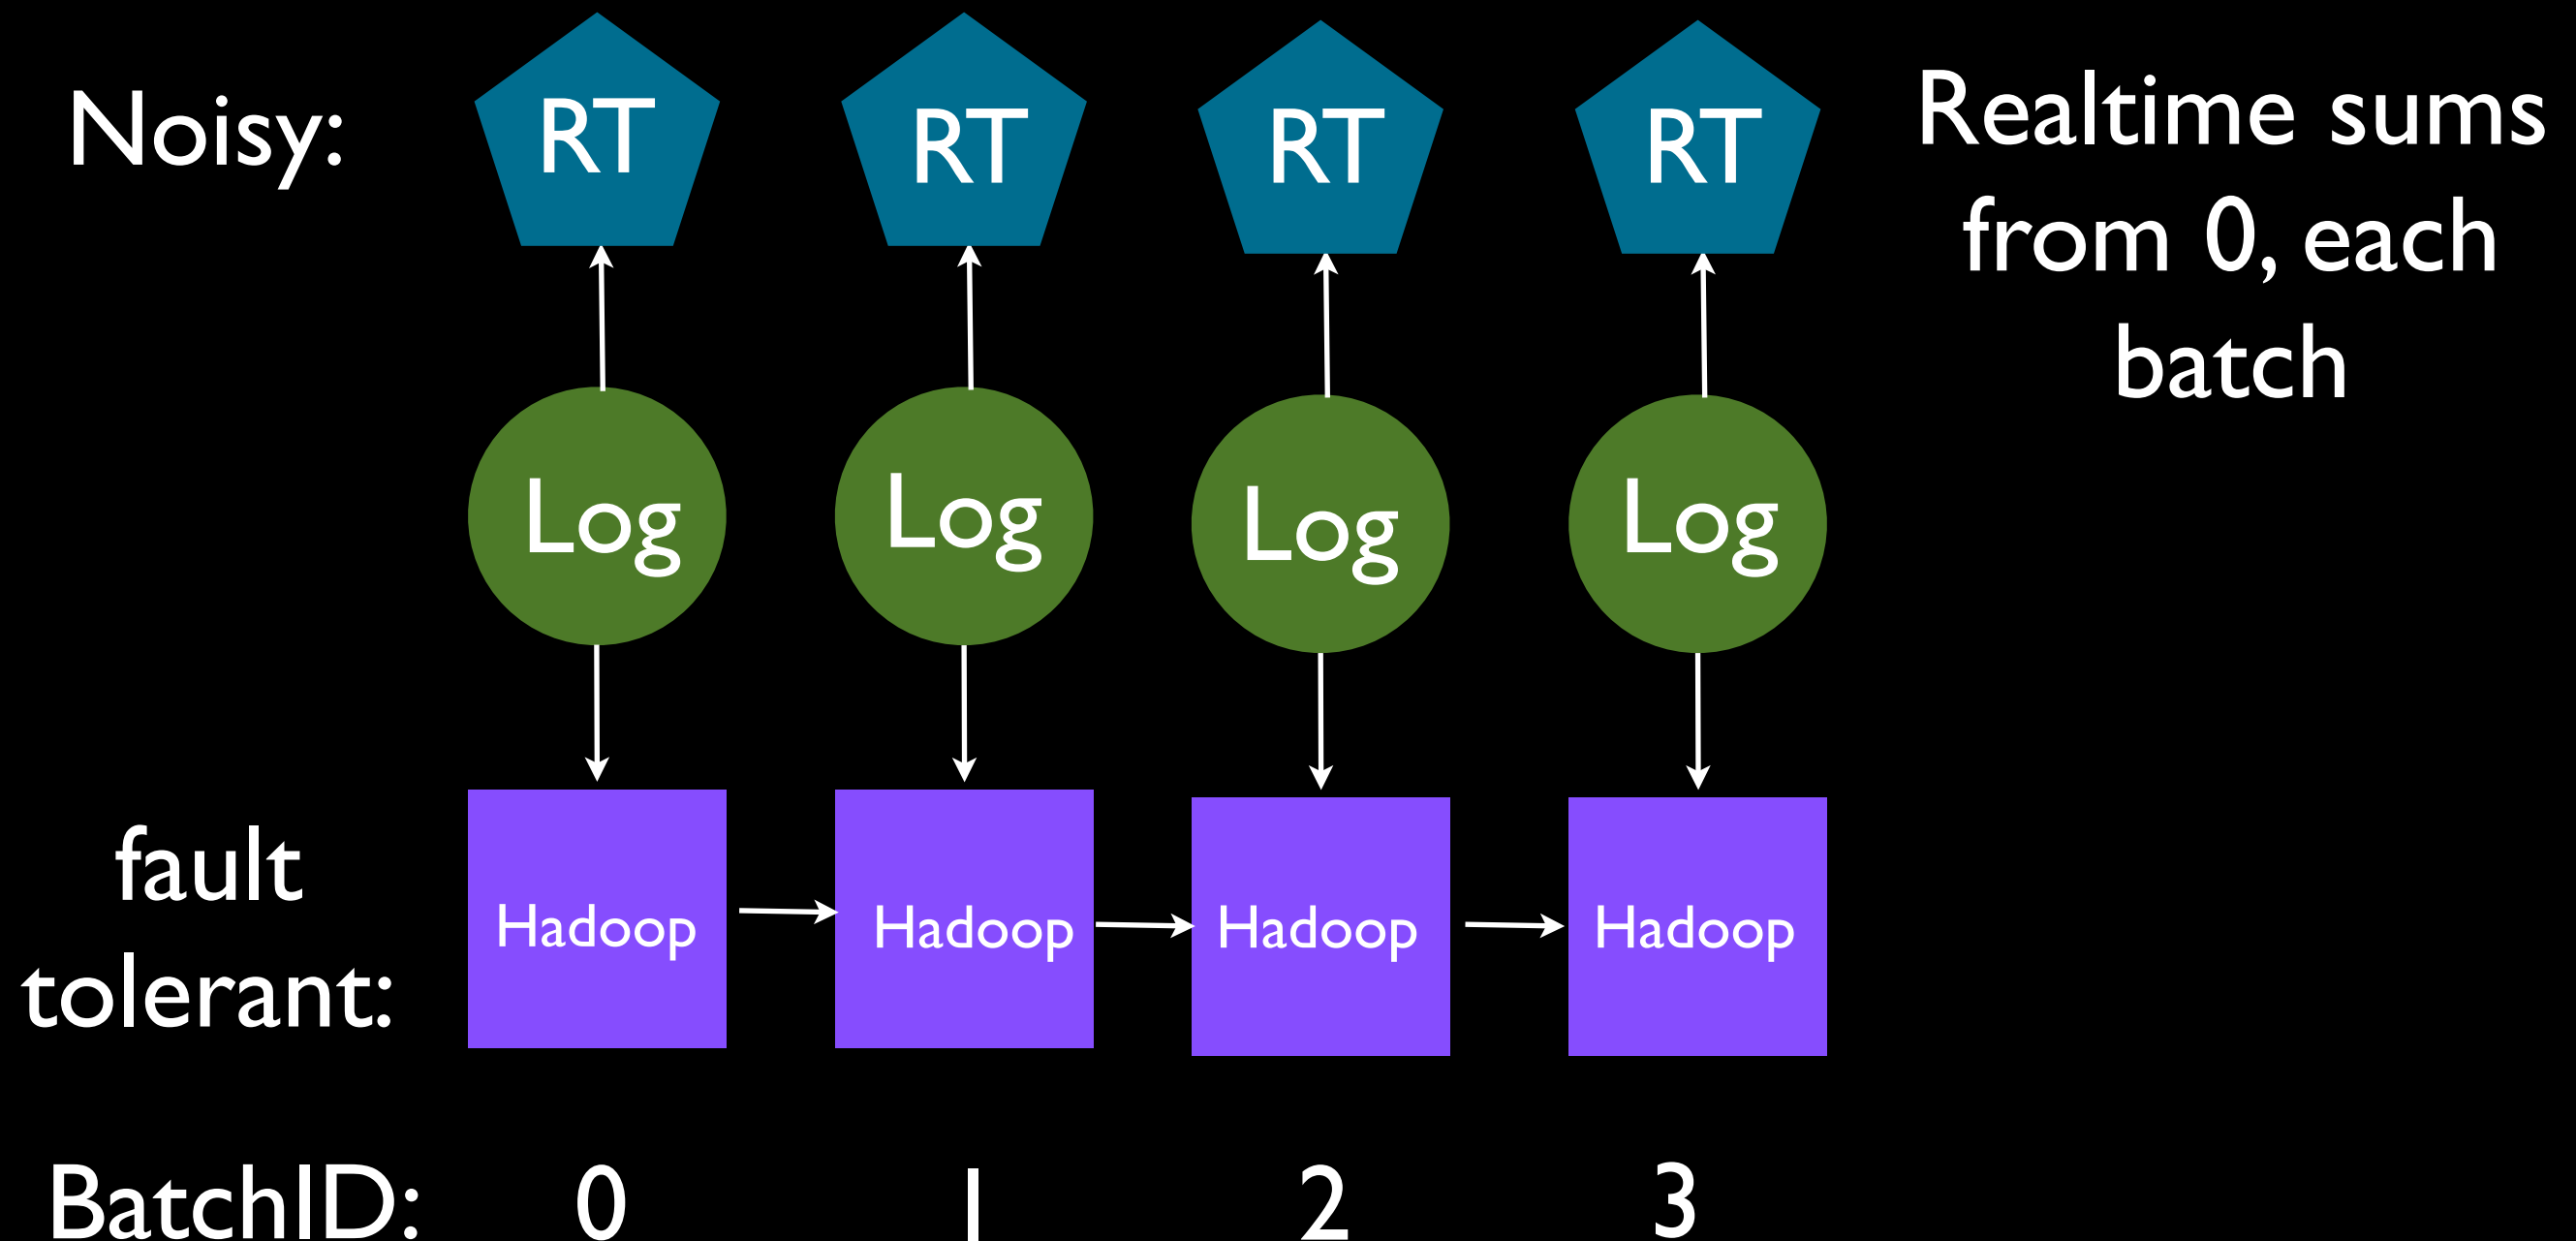 Noisy: RT RT RT RT Realtime sums
from 0, each
batch
Log Log Log Log
fault
tolerant:
Hadoop Hadoop Hadoop Hadoop
BatchID: 0 1 2 3